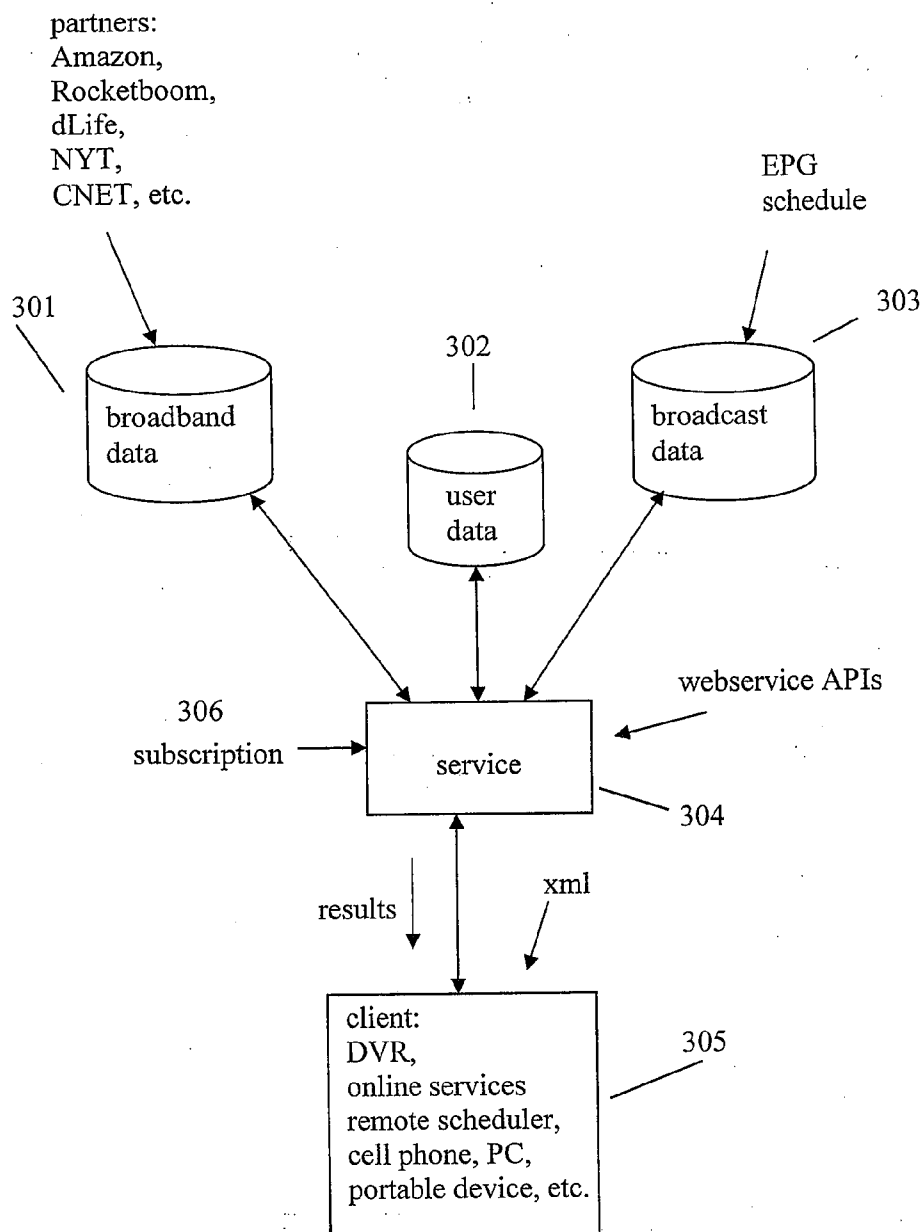 partners:
Amazon,
Rocketboom,
dLife,
NYT,
CNET, etc.
EPG
schedule
301
302
303
broadband
data
user
data
broadcast
data
webservice APIs
306
subscription
service
304
results
xml
client:
DVR,
online services
remote scheduler,
cell phone, PC,
portable device, etc.
305